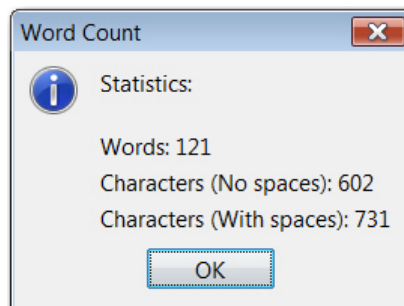 Word Count
Statistics:
Words: 121
Characters (No spaces): 602
Characters (With spaces): 731
OK